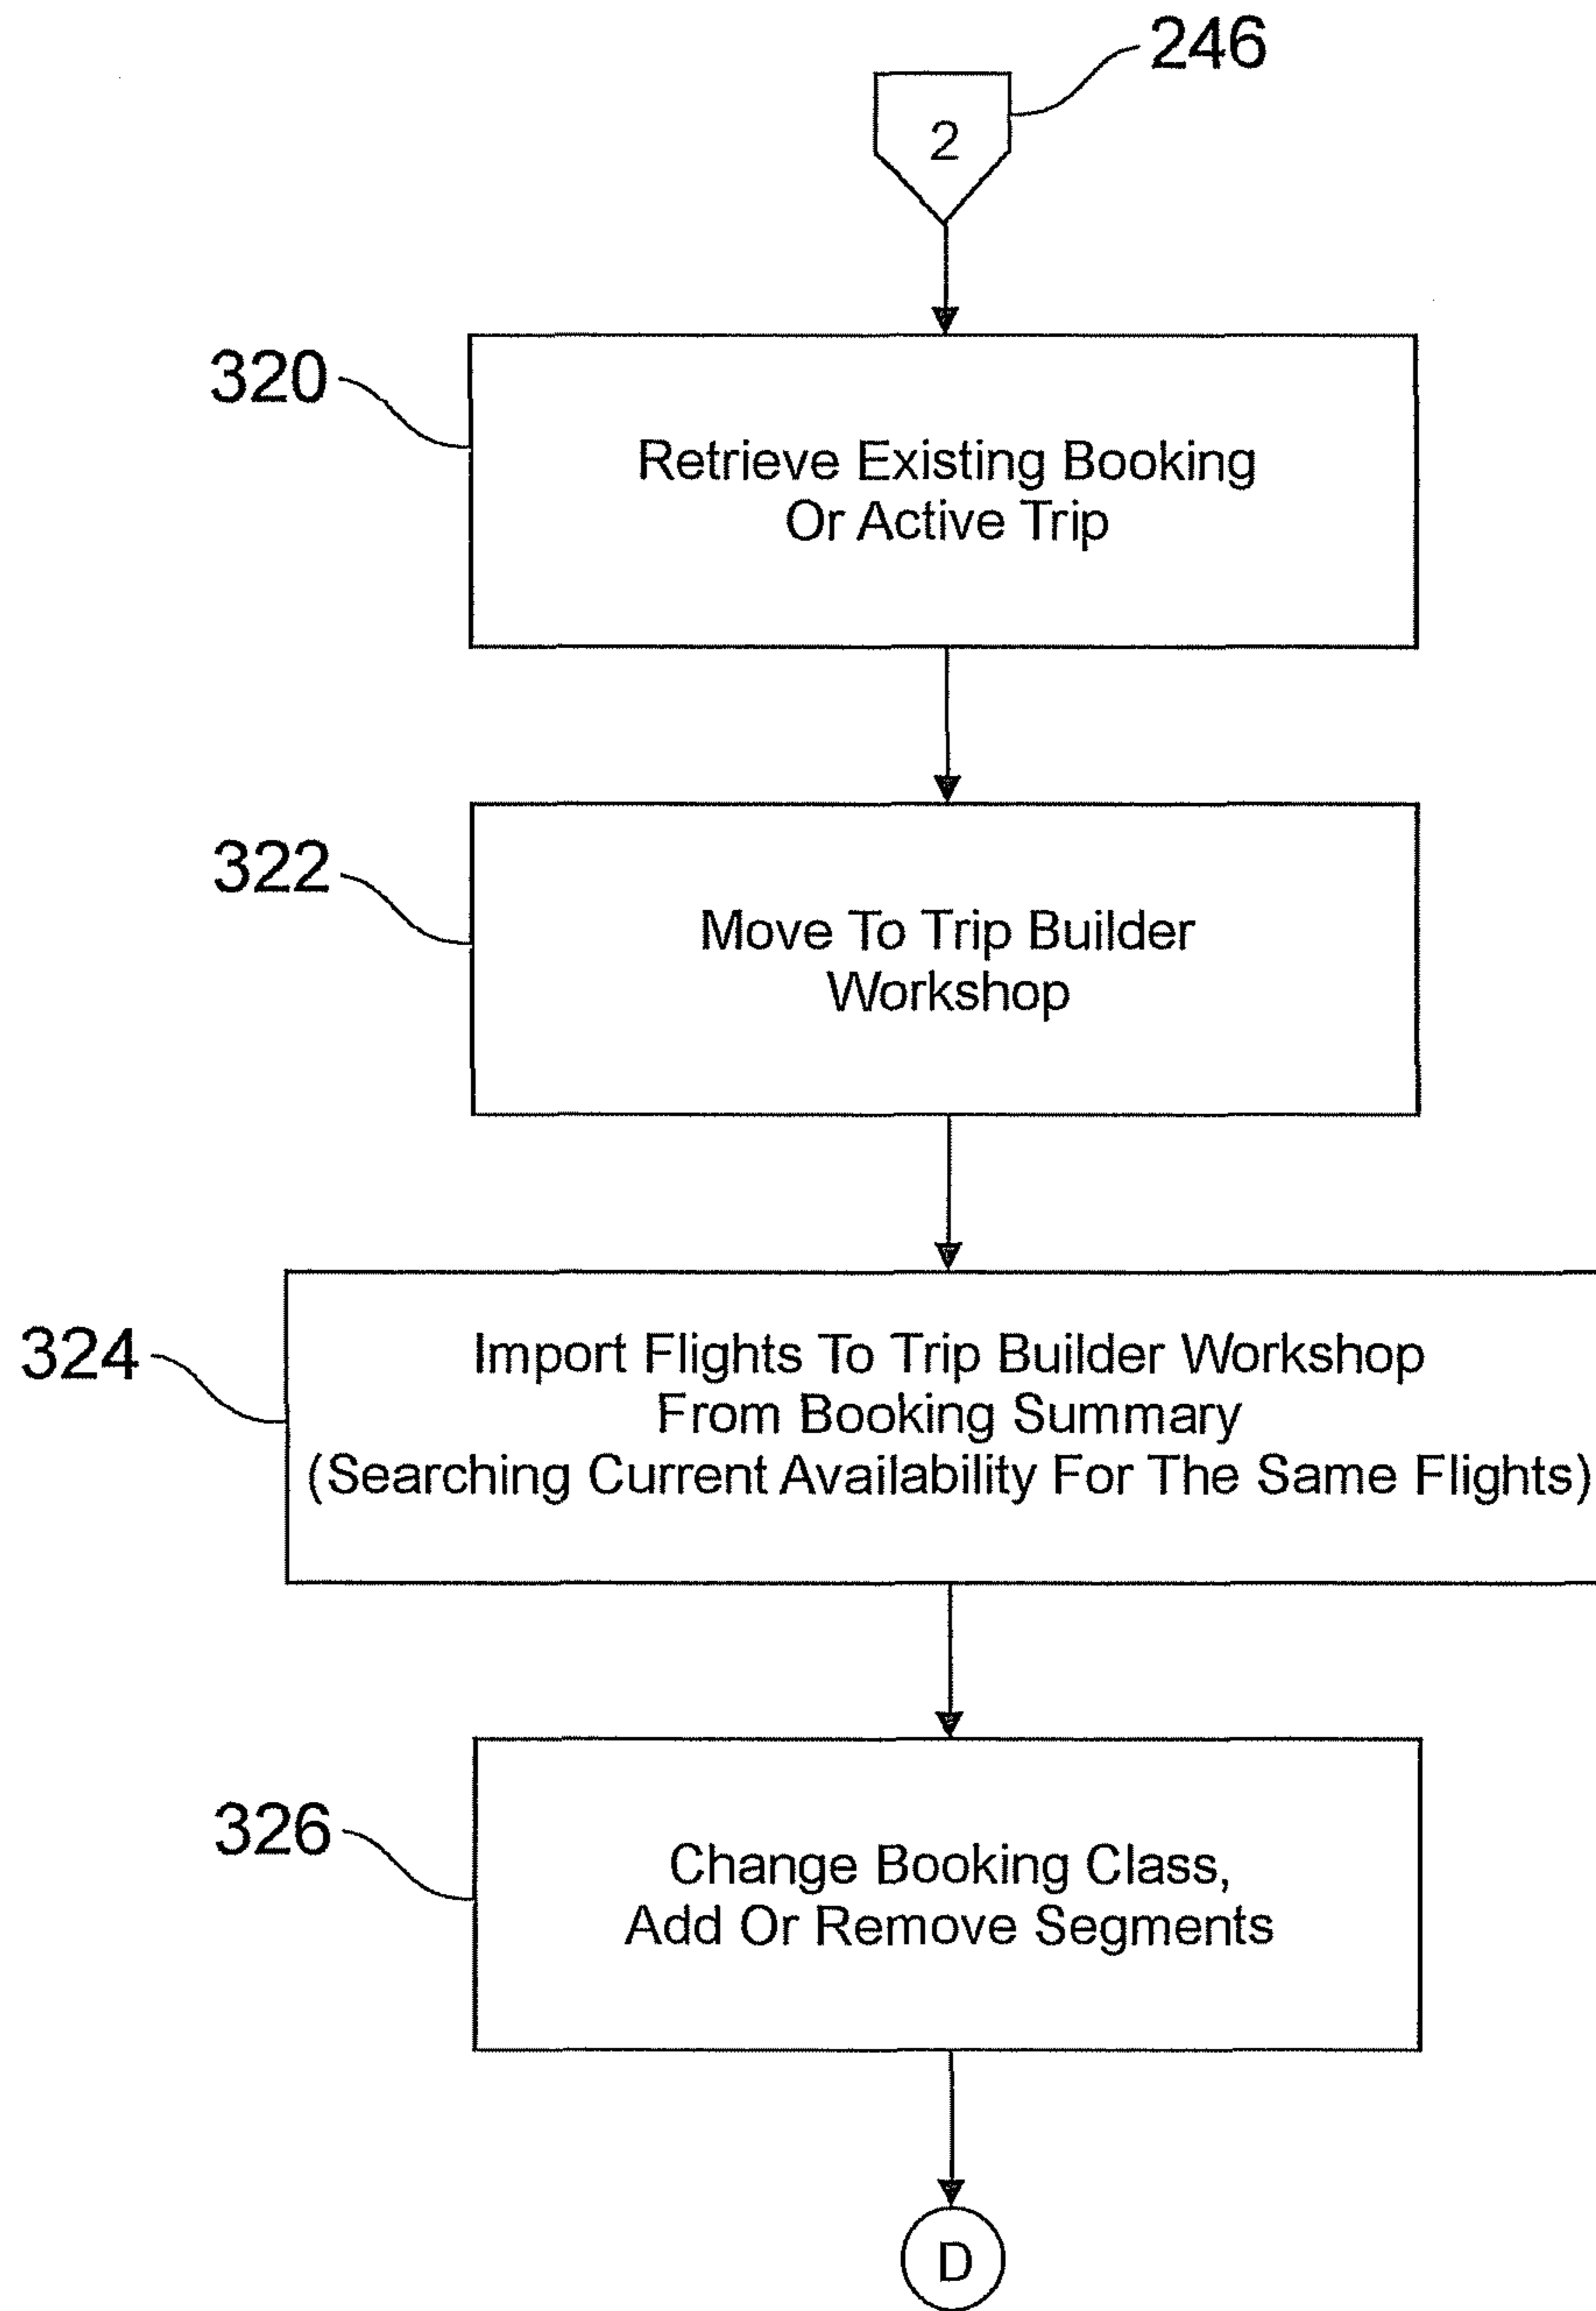 246
2
320
Retrieve Existing Booking
Or Active Trip
322
Move To Trip Builder
Workshop
324
Import Flights To Trip Builder Workshop
From Booking Summary
(Searching Current Availability For The Same Flights)
326
Change Booking Class,
Add Or Remove Segments
D